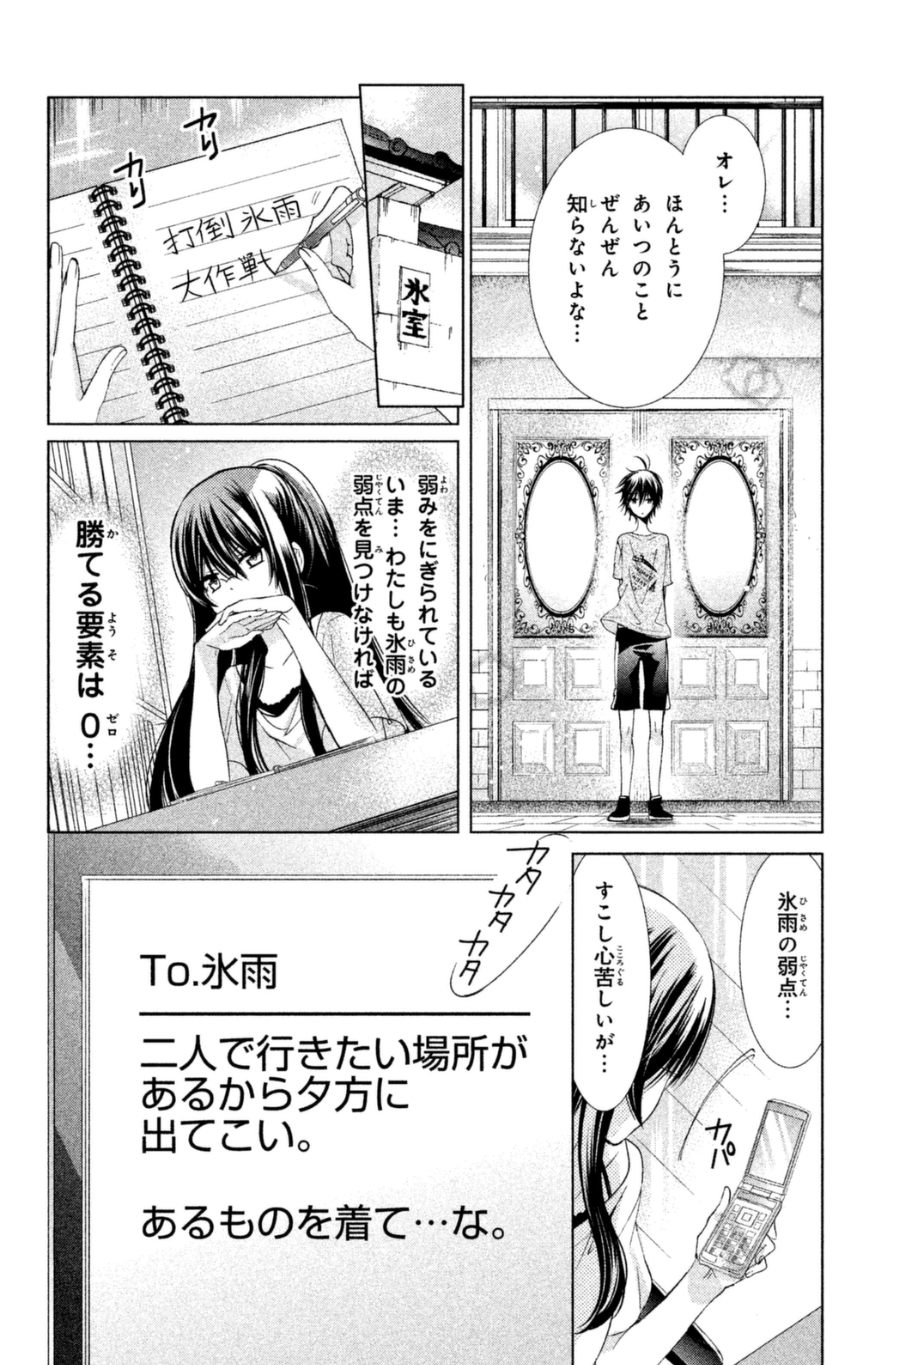 オレ…
ほんとうに
あいつのこと
ぜんぜん
知らないよな…
氷室
カリ
カリ
打倒氷雨
大作戦
弱みをにぎられている
いま…わたしも氷雨の
弱点を見つけなければ
勝てる要素は
0…
氷雨の弱点…
すこし心苦しいが…
カパ
カタ
カタ
カタ
To.氷雨
二人で行きたい場所が
あるから夕方に
出てこい。
あるものを着て…な。